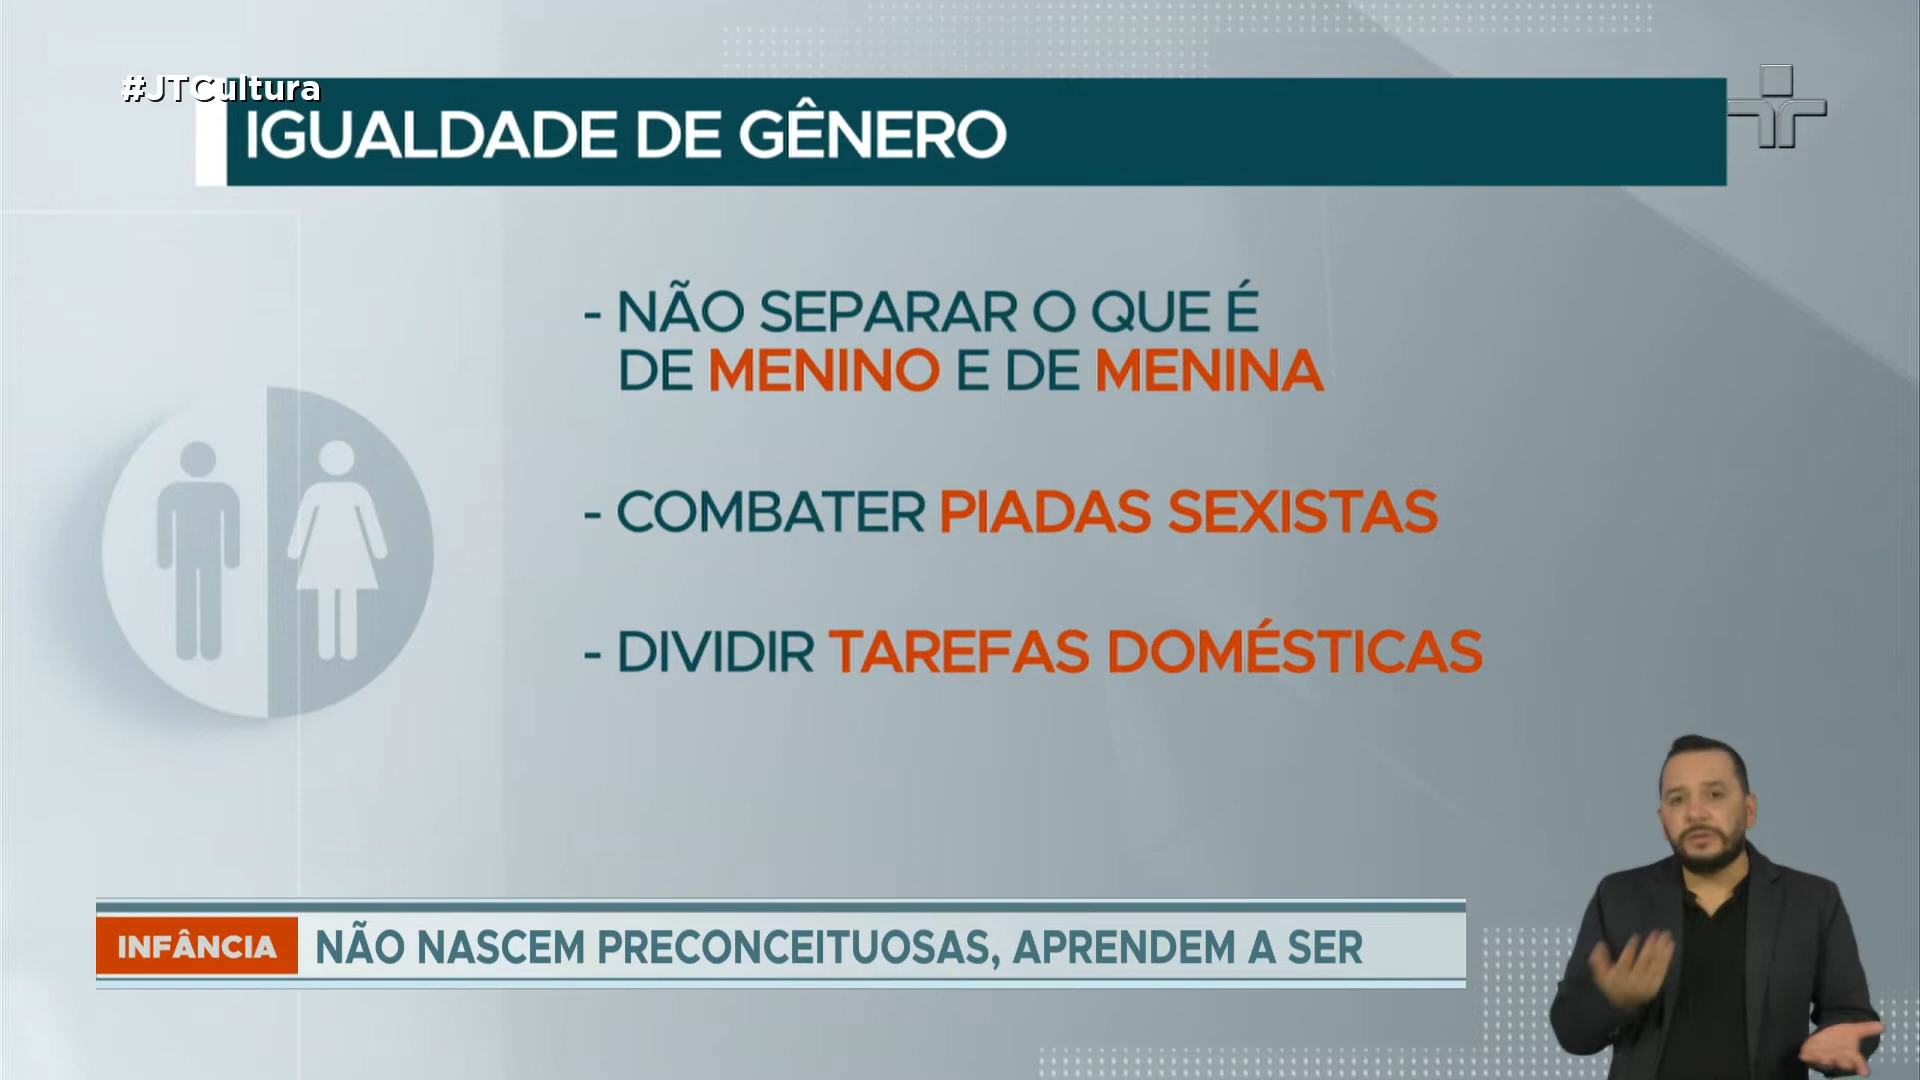 #JTCultura
IGUALDADE DE GÊNERO
- NÃO SEPARAR O QUE É
DE MENINO E DE MENINA
- COMBATER PIADAS SEXISTAS
- DIVIDIR TAREFAS DOMÉSTICAS
INFÂNCIA NÃO NASCEM PRECONCEITUOSAS, APRENDEM A SER